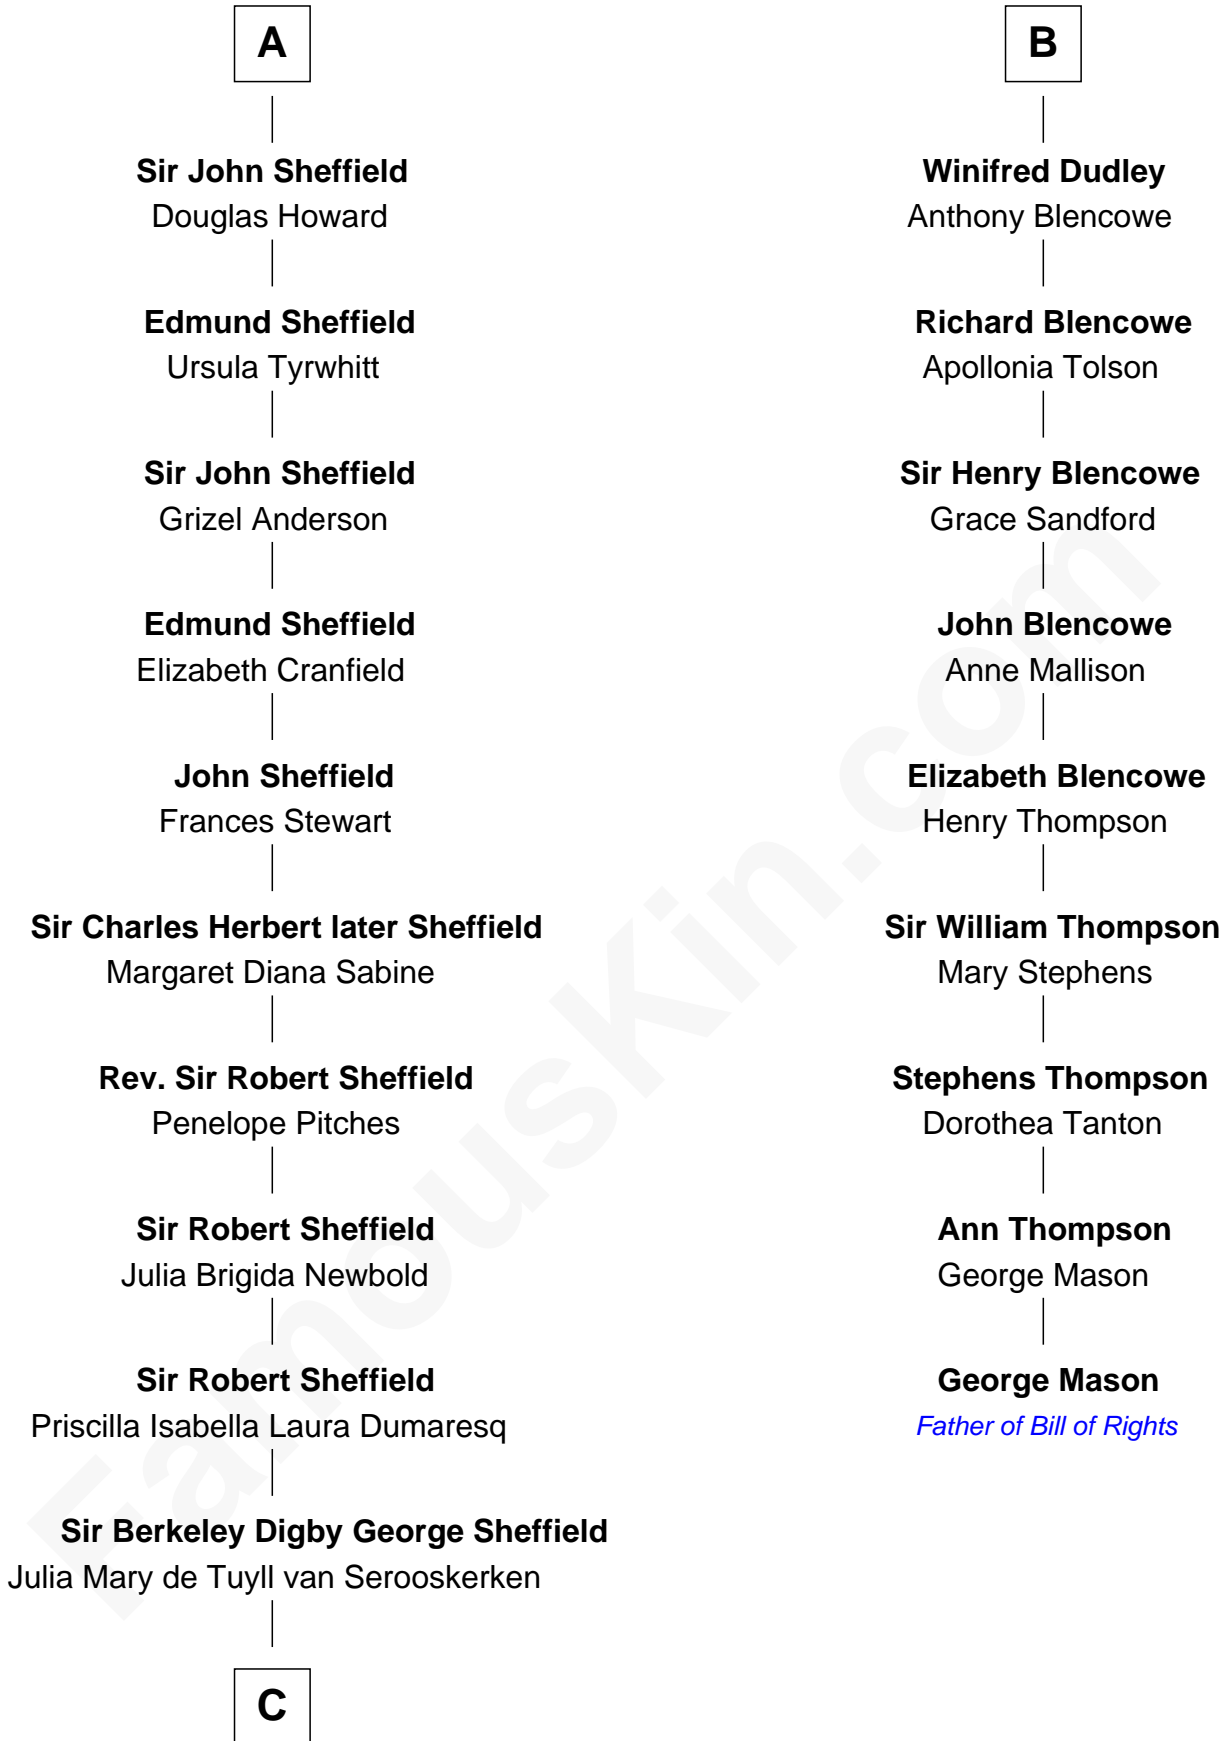 A
Sir John Sheffield
Douglas Howard
Edmund Sheffield
Ursula Tyrwhitt
Sir John Sheffield
Grizel Anderson
Edmund Sheffield
Elizabeth Cranfield
John Sheffield
Frances Stewart
Sir Charles Herbert later Sheffield
Margaret Diana Sabine
Rev. Sir Robert Sheffield
Penelope Pitches
Sir Robert Sheffield
Julia Brigida Newbold
Sir Robert Sheffield
Priscilla Isabella Laura Dumaresq
Sir Berkeley Digby George Sheffield
Julia Mary de Tuyll van Serooskerken
C
B
Winifred Dudley
Anthony Blencowe
Richard Blencowe
Apollonia Tolson
Sir Henry Blencowe
Grace Sandford
John Blencowe
Anne Mallison
Elizabeth Blencowe
Henry Thompson
Sir William Thompson
Mary Stephens
Stephens Thompson
Dorothea Tanton
Ann Thompson
George Mason
George Mason
Father of Bill of Rights
FamousKin.com